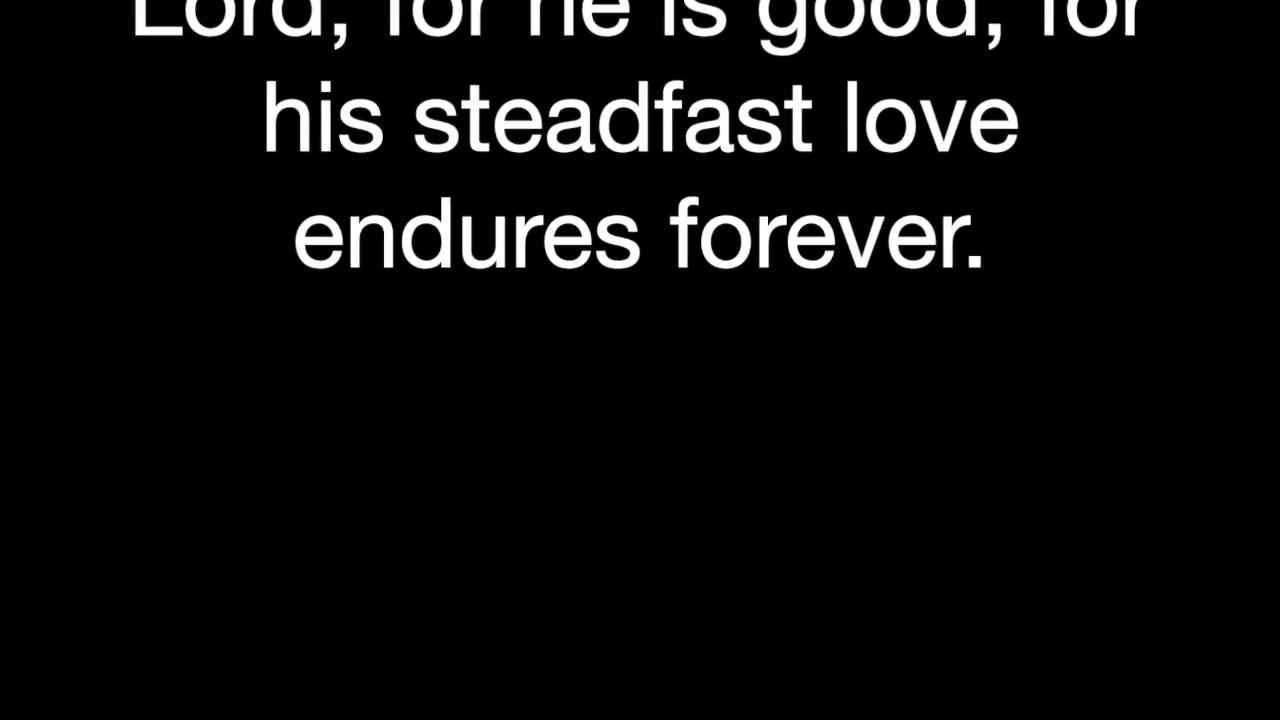 Lord, for he is good, for
his steadfast love
endures forever.